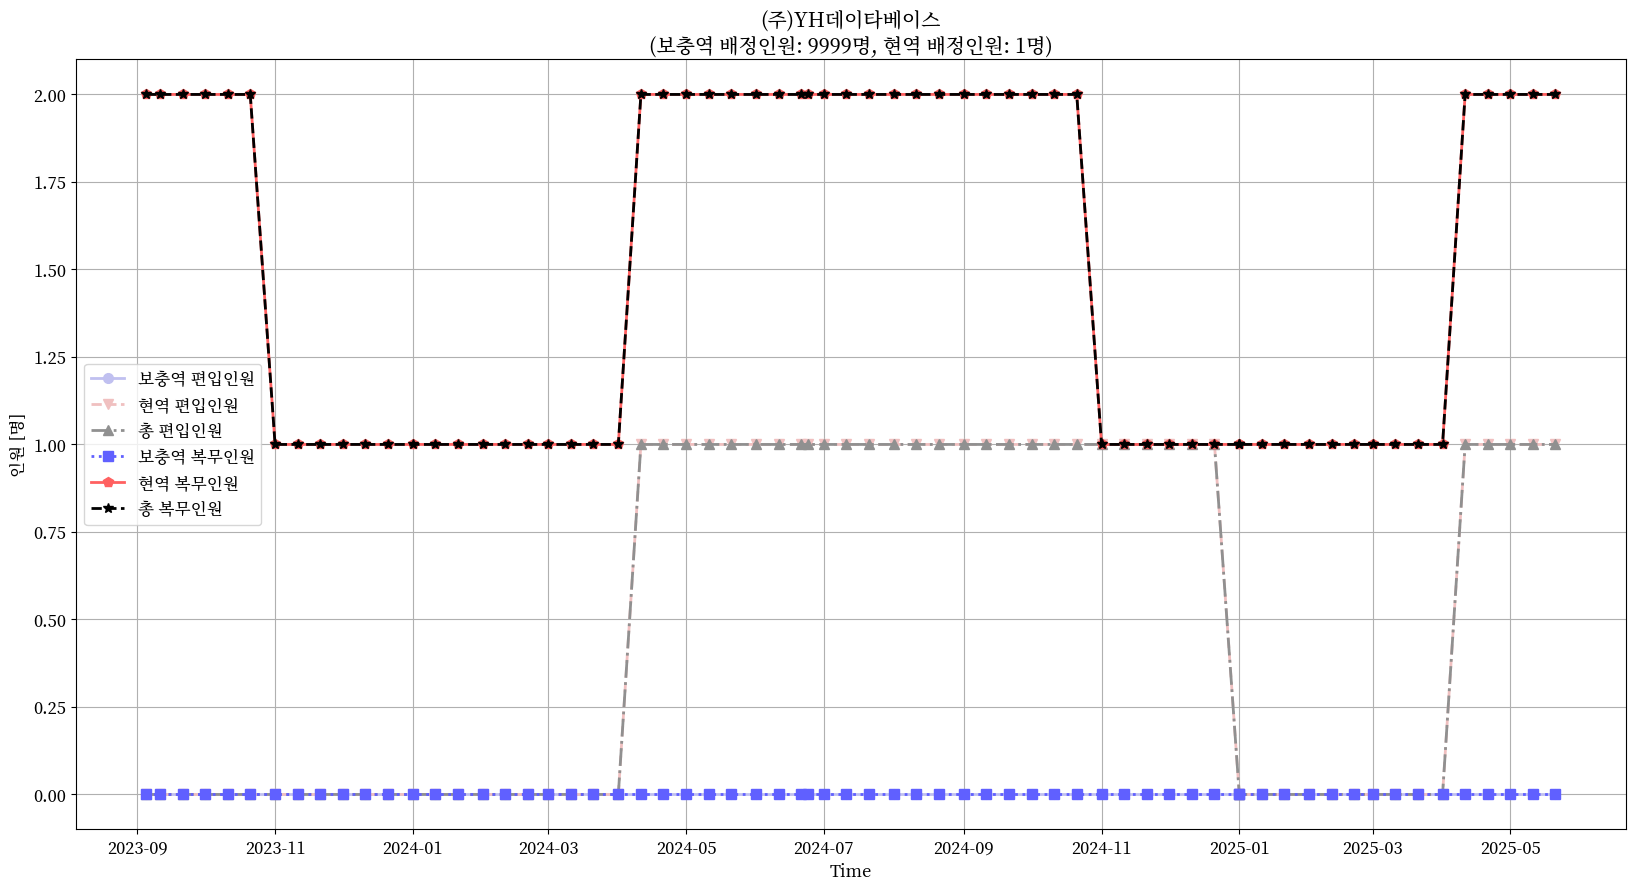 (주)YH데이타베이스
(보충역 배정인원: 9999명, 현역 배정인원: 1명)
인원 [명]
2.00
1.75
1.50
1.25
1.00
0.75
0.50
0.25
0.00
보충역 편입인원
현역 편입인원
총 편입인원
보충역 복무인원
현역 복무인원
총 복무인원
2023-09 2023-11 2024-01 2024-03 2024-05 2024-07 2024-09 2024-11 2025-01 2025-03 2025-05
Time